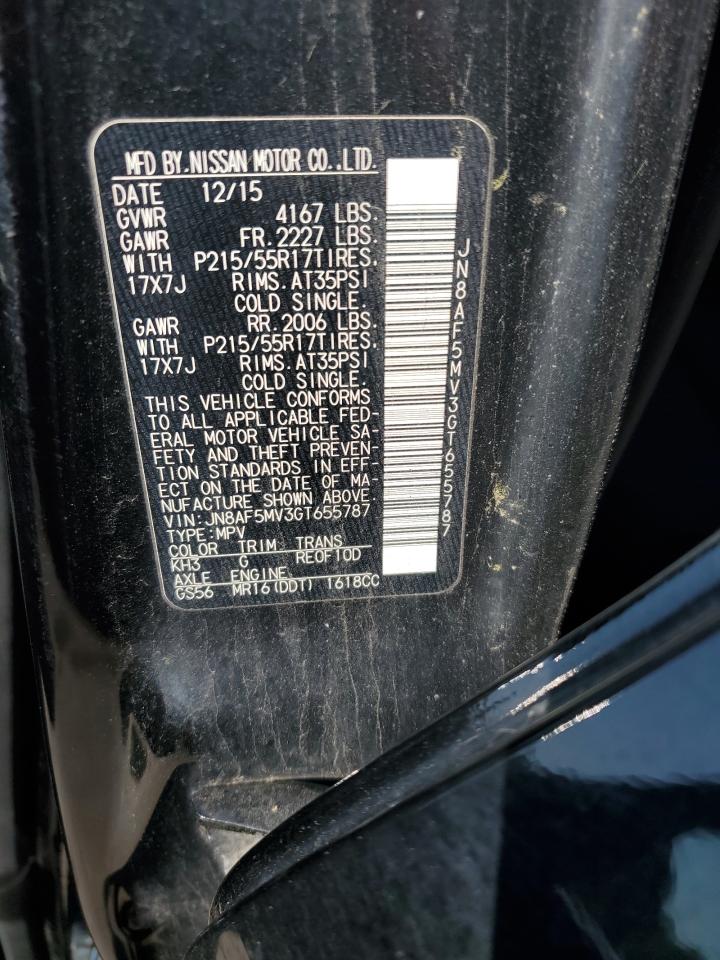 MFD BY.NISSAN MOTOR CO.,LTD.
DATE 12/15
GVWR 4167 LBS.
GAWR FR.2227 LBS.
WITH P215/55R17TIRES.
17X7J RIMS.AT35PSI
COLD SINGLE.
GAWR RR.2006 LBS.
WITH P215/55R17TIRES.
17X7J RIMS.AT35PSI
COLD SINGLE.
THIS VEHICLE CONFORMS
TO ALL APPLICABLE FED-
ERAL MOTOR VEHICLE SA-
FETY AND THEFT PREVEN-
TION STANDARDS IN EFF-
ECT ON THE DATE OF MA-
NUFACTURE SHOWN ABOVE.
VIN:JN8AF5MV3GT655787
TYPE:MPV
COLOR TRIM TRANS
KH3 G RE0F10D
AXLE ENGINE
GS56 MR16(DDT) 1618CC
JN8AF5MV3GT655787